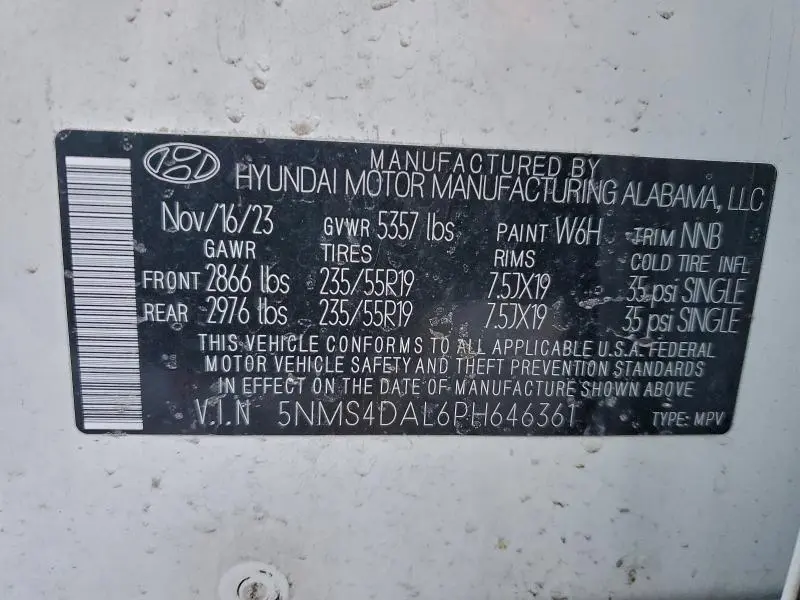 MANUFACTURED BY
HYUNDAI MOTOR MANUFACTURING ALABAMA, LLC
Nov/16/23 GVWR 5357 lbs PAINT W6H TRIM NNB
GAWR TIRES RIMS COLD TIRE INFL
FRONT 2866 lbs 235/55R19 7.5JX19 35 psi SINGLE
REAR 2976 lbs 235/55R19 7.5JX19 35 psi SINGLE
THIS VEHICLE CONFORMS TO ALL APPLICABLE U.S.A. FEDERAL
MOTOR VEHICLE SAFETY AND THEFT PREVENTION STANDARDS
IN EFFECT ON THE DATE OF MANUFACTURE SHOWN ABOVE
V.I.N 5NMS4DAL6PH646361 TYPE: MPV